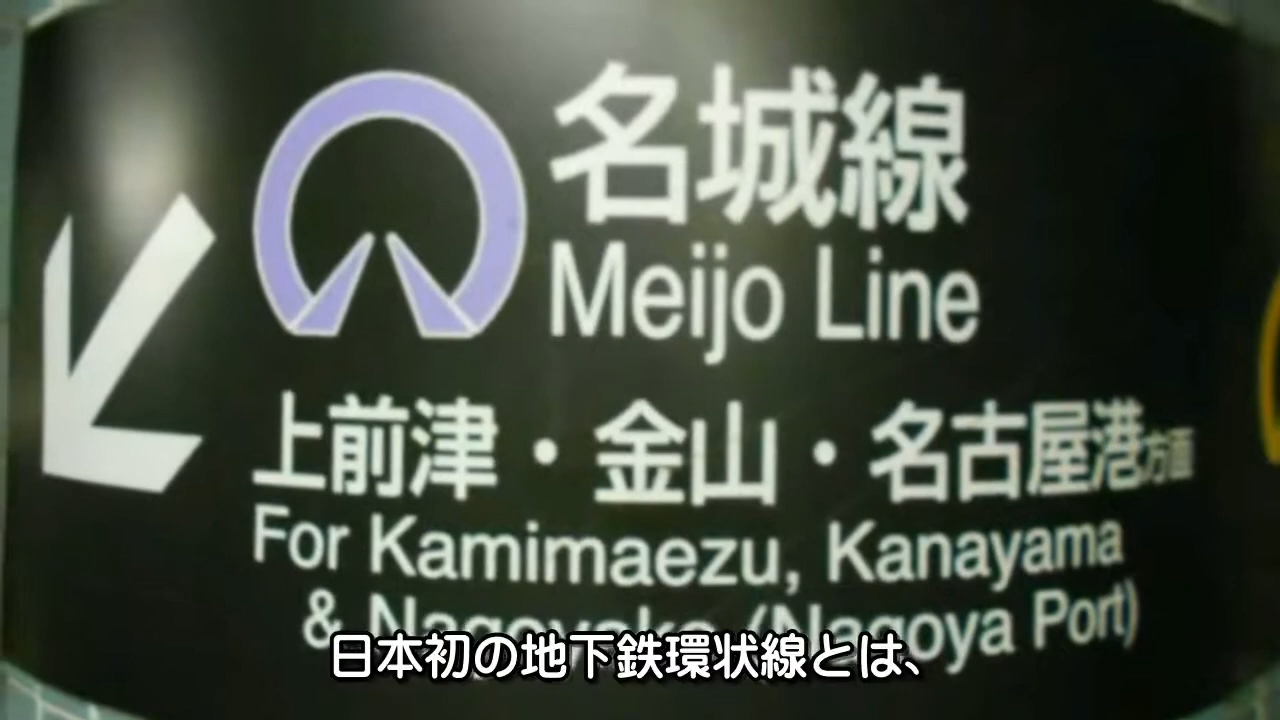 名城線
Meijo Line
上前津・金山・名古屋港方面
For Kamimaezu, Kanayama
& Nagoyako (Nagoya Port)
日本初の地下鉄環状線とは、